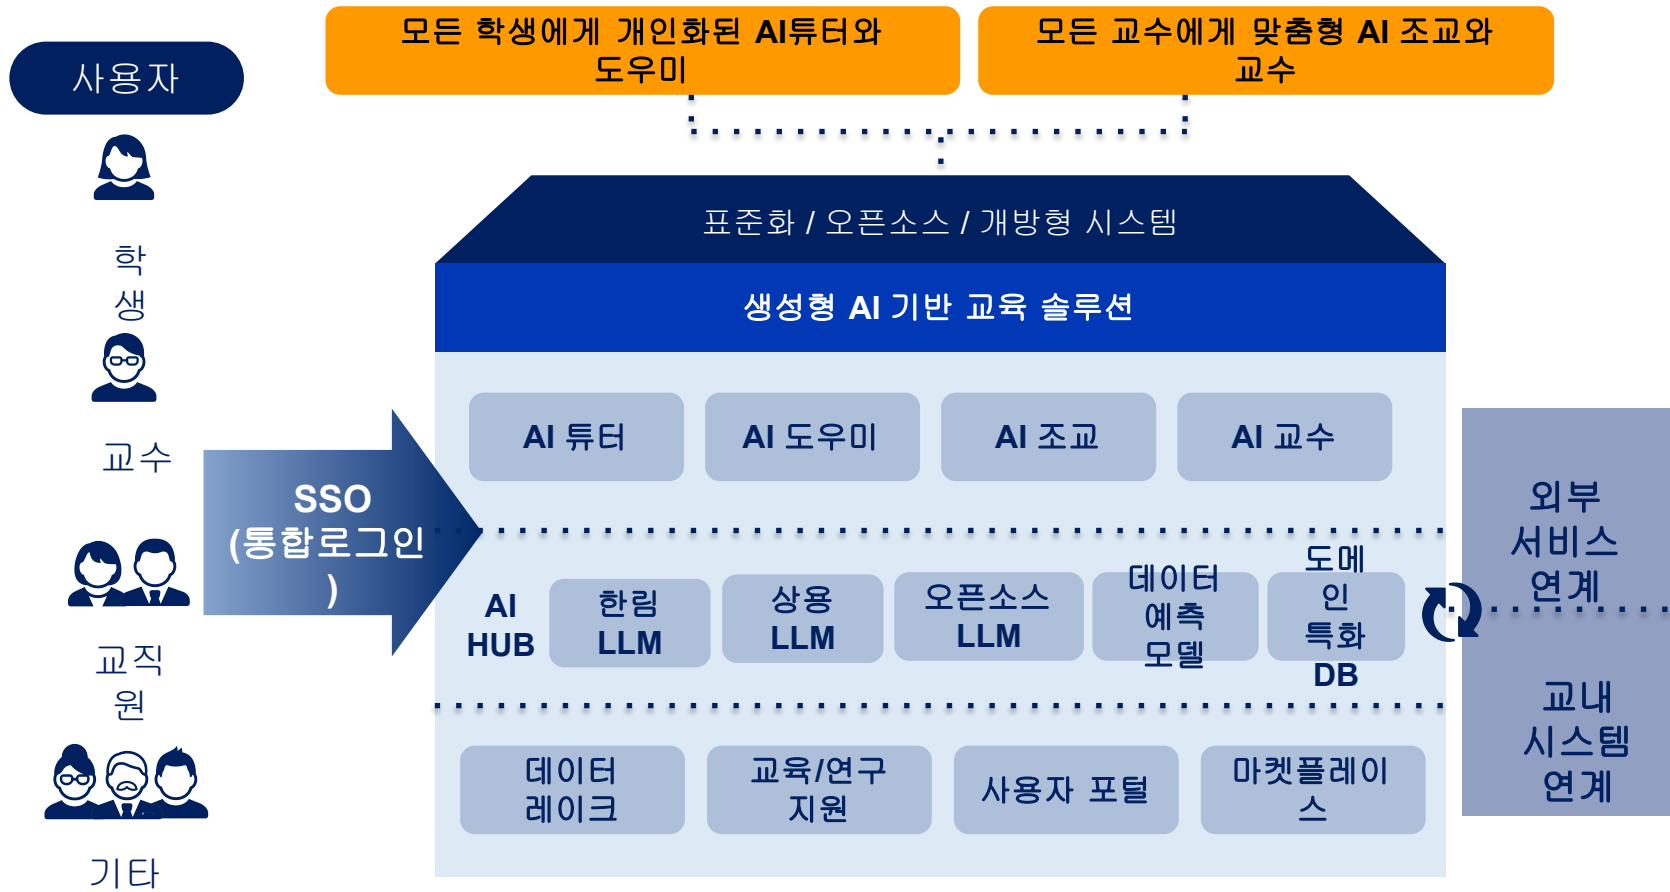 모든 학생에게 개인화된 AI튜터와
도우미
모든 교수에게 맞춤형 AI 조교와
교수
사용자
학
생
교수
교직
원
기타
SSO
(통합로그인
)
표준화 / 오픈소스 / 개방형 시스템
생성형 AI 기반 교육 솔루션
AI 튜터
AI 도우미
AI 조교
AI 교수
AI
HUB
한림
LLM
상용
LLM
오픈소스
LLM
데이터
예측
모델
도메
인
특화
DB
데이터
레이크
교육/연구
지원
사용자 포털
마켓플레이
스
외부
서비스
연계
교내
시스템
연계